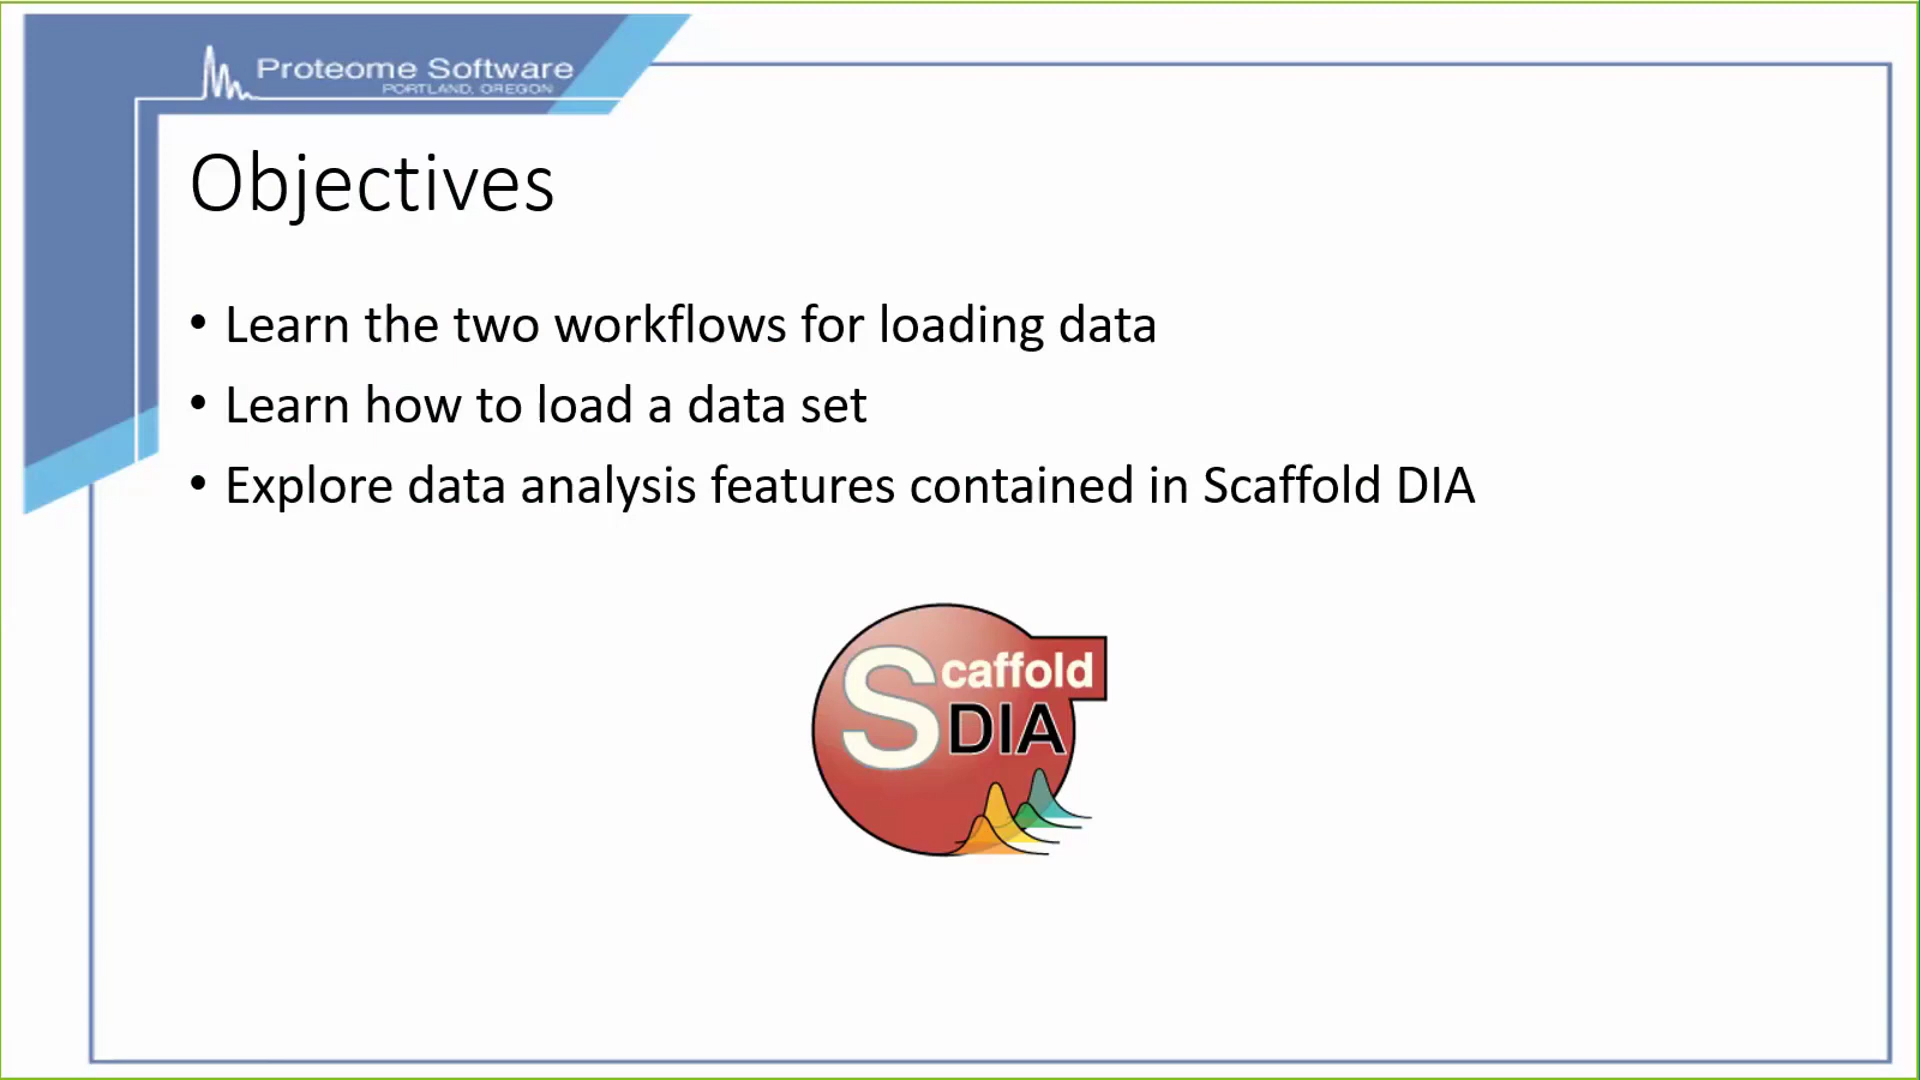 Proteome Software
PORTLAND, OREGON
Objectives
• Learn the two workflows for loading data
• Learn how to load a data set
• Explore data analysis features contained in Scaffold DIA
Scaffold
DIA